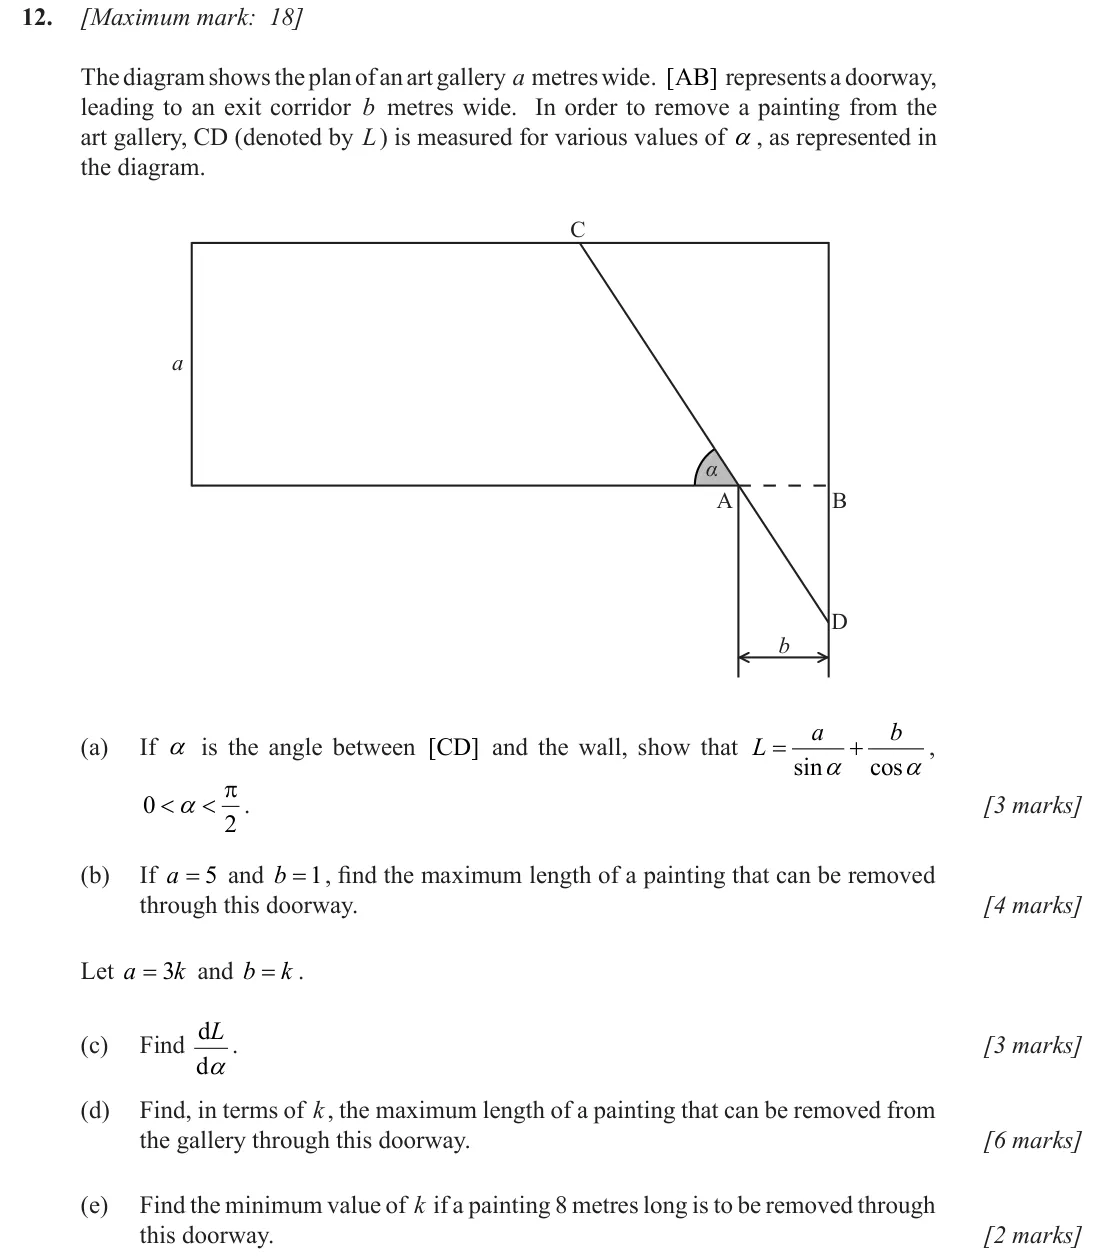 12. [Maximum mark: 18]
The diagram shows the plan of an art gallery a metres wide. [AB] represents a doorway,
leading to an exit corridor b metres wide. In order to remove a painting from the
art gallery, CD (denoted by L) is measured for various values of α, as represented in
the diagram.
C
a
α
A
B
D
b
(a) If α is the angle between [CD] and the wall, show that L = a/sin α + b/cos α,
0 < α < π/2. [3 marks]
(b) If a = 5 and b = 1, find the maximum length of a painting that can be removed
through this doorway. [4 marks]
Let a = 3k and b = k.
(c) Find dL/dα. [3 marks]
(d) Find, in terms of k, the maximum length of a painting that can be removed from
the gallery through this doorway. [6 marks]
(e) Find the minimum value of k if a painting 8 metres long is to be removed through
this doorway. [2 marks]